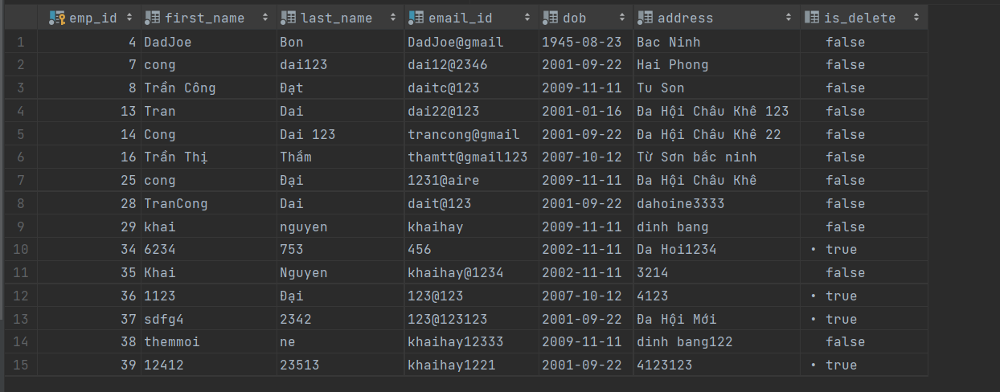 emp_id first_name last_name email_id dob address is_delete
1 4 DadJoe Bon DadJoe@gmail 1945-08-23 Bac Ninh false
2 7 cong dai123 dai12@2346 2001-09-22 Hai Phong false
3 8 Trần Công Đạt daitc@123 2009-11-11 Tu Son false
4 13 Tran Dai dai22@123 2001-01-16 Đa Hội Châu Khê 123 false
5 14 Cong Dai 123 trancong@gmail 2001-09-22 Đa Hội Châu Khê 22 false
6 16 Trần Thị Thắm thamtt@gmail123 2007-10-12 Từ Sơn bắc ninh false
7 25 cong Đại 1231@aire 2009-11-11 Đa Hội Châu Khê false
8 28 TranCong Dai dait@123 2001-09-22 dahoine3333 false
9 29 khai nguyen khaihay 2009-11-11 dinh bang false
10 34 6234 753 456 2002-11-11 Da Hoi1234 • true
11 35 Khai Nguyen khaihay@1234 2002-11-11 3214 false
12 36 1123 Đại 123@123 2007-10-12 4123 • true
13 37 sdfg4 2342 123@123123 2001-09-22 Đa Hội Mới • true
14 38 themmoi ne khaihay12333 2009-11-11 dinh bang122 false
15 39 12412 23513 khaihay1221 2001-09-22 4123123 • true